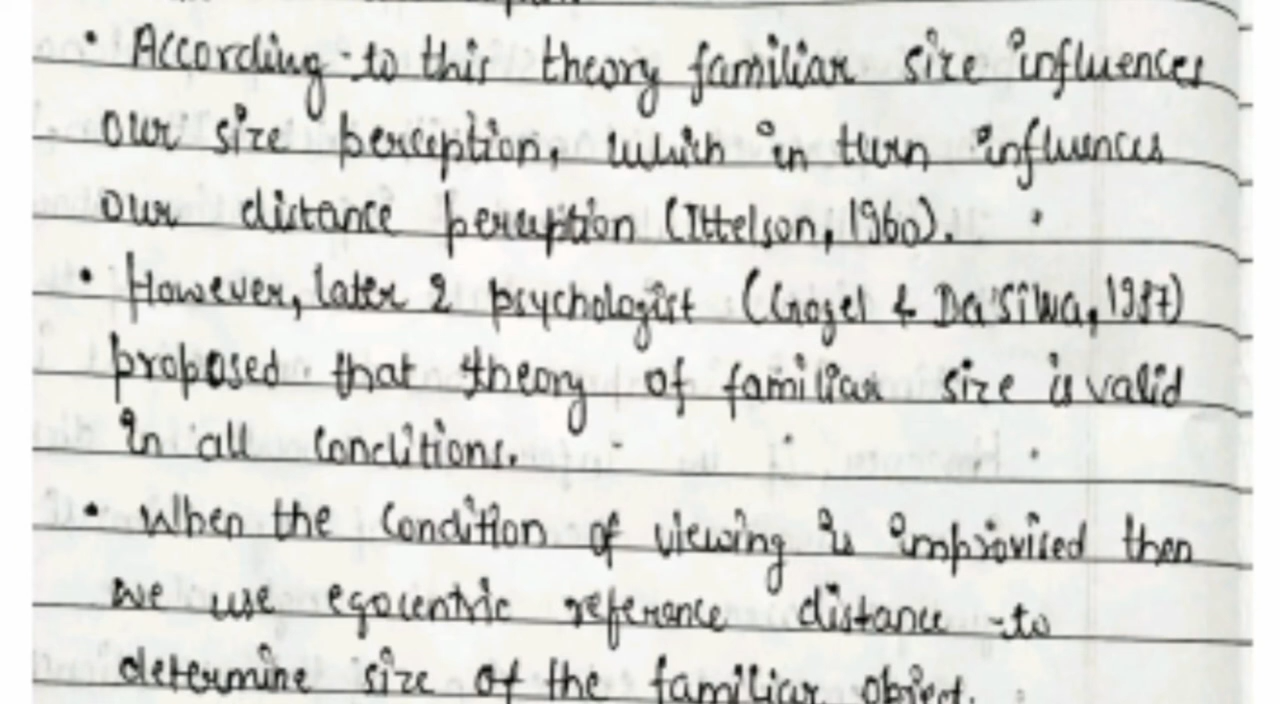 • According to this theory familiar size influences
our size perception, which in turn influences
our distance perception (Ittelson, 1960).
• However, later 2 psychologist (Gogel & Da'Silwa, 1987)
proposed that theory of familiar size is valid
in all conditions.
• When the condition of viewing is improvised then
we use egocentric reference distance to
determine size of the familiar object.